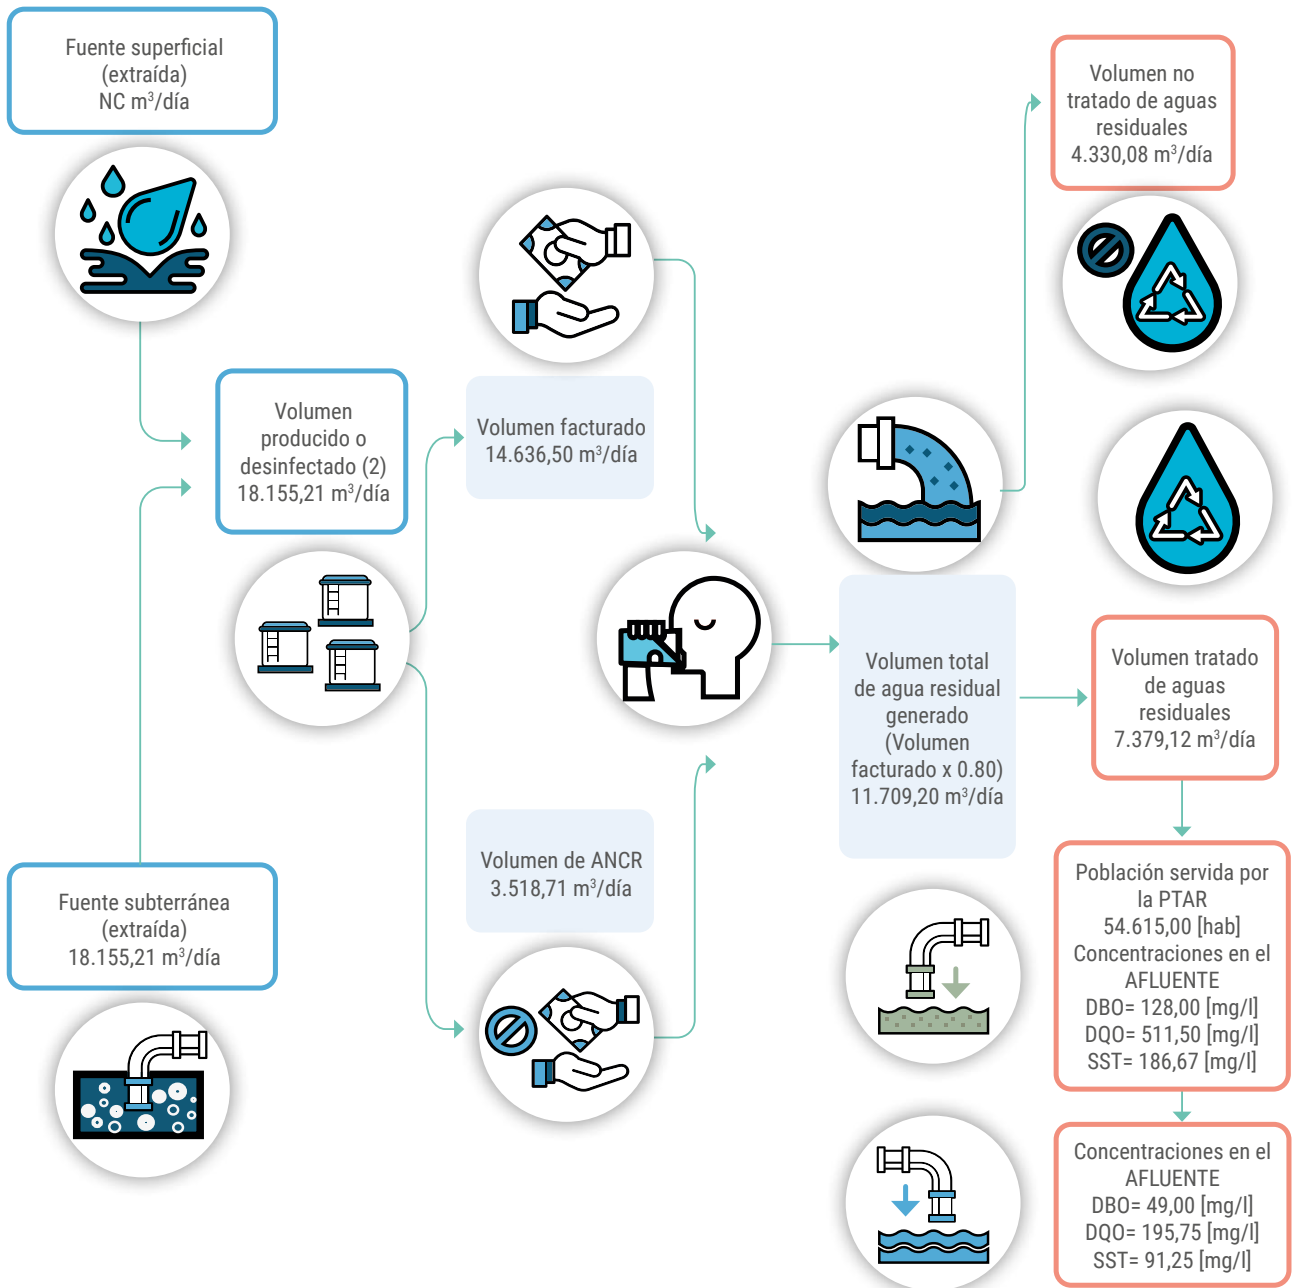 Fuente superficial
(extraída)
NC m³/día
Fuente subterránea
(extraída)
18.155,21 m³/día
Volumen
producido o
desinfectado (2)
18.155,21 m³/día
Volumen facturado
14.636,50 m³/día
Volumen de ANCR
3.518,71 m³/día
Volumen total
de agua residual
generado
(Volumen
facturado x 0.80)
11.709,20 m³/día
Volumen no
tratado de aguas
residuales
4.330,08 m³/día
Volumen tratado
de aguas
residuales
7.379,12 m³/día
Población servida por
la PTAR
54.615,00 [hab]
Concentraciones en el
AFLUENTE
DBO= 128,00 [mg/l]
DQO= 511,50 [mg/l]
SST= 186,67 [mg/l]
Concentraciones en el
AFLUENTE
DBO= 49,00 [mg/l]
DQO= 195,75 [mg/l]
SST= 91,25 [mg/l]